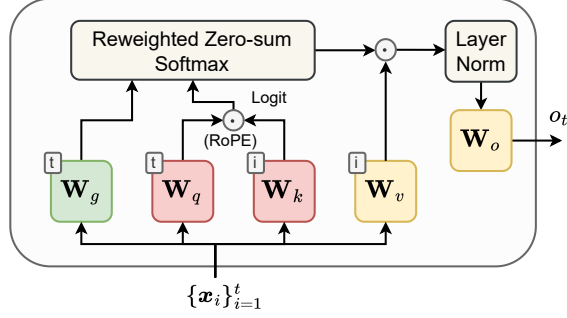 Reweighted Zero-sum
Softmax
Layer
Norm
Logit
(RoPE)
o_t
W_o
t
W_g
t
W_q
i
W_k
i
W_v
{x_i}_{i=1}^t